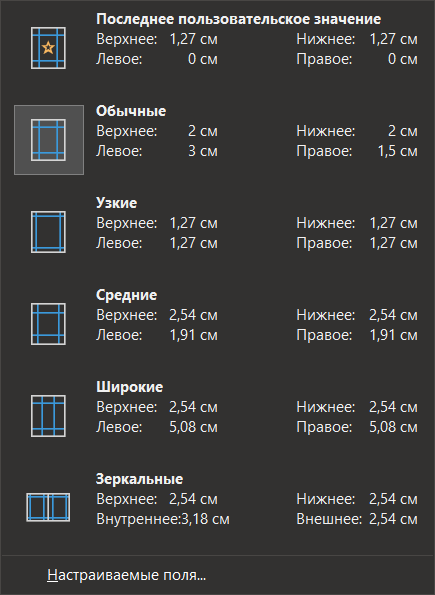 Последнее пользовательское значение
Верхнее: 1,27 см Нижнее: 1,27 см
Левое: 0 см Правое: 0 см
Обычные
Верхнее: 2 см Нижнее: 2 см
Левое: 3 см Правое: 1,5 см
Узкие
Верхнее: 1,27 см Нижнее: 1,27 см
Левое: 1,27 см Правое: 1,27 см
Средние
Верхнее: 2,54 см Нижнее: 2,54 см
Левое: 1,91 см Правое: 1,91 см
Широкие
Верхнее: 2,54 см Нижнее: 2,54 см
Левое: 5,08 см Правое: 5,08 см
Зеркальные
Верхнее: 2,54 см Нижнее: 2,54 см
Внутреннее:3,18 см Внешнее: 2,54 см
Настраиваемые поля...